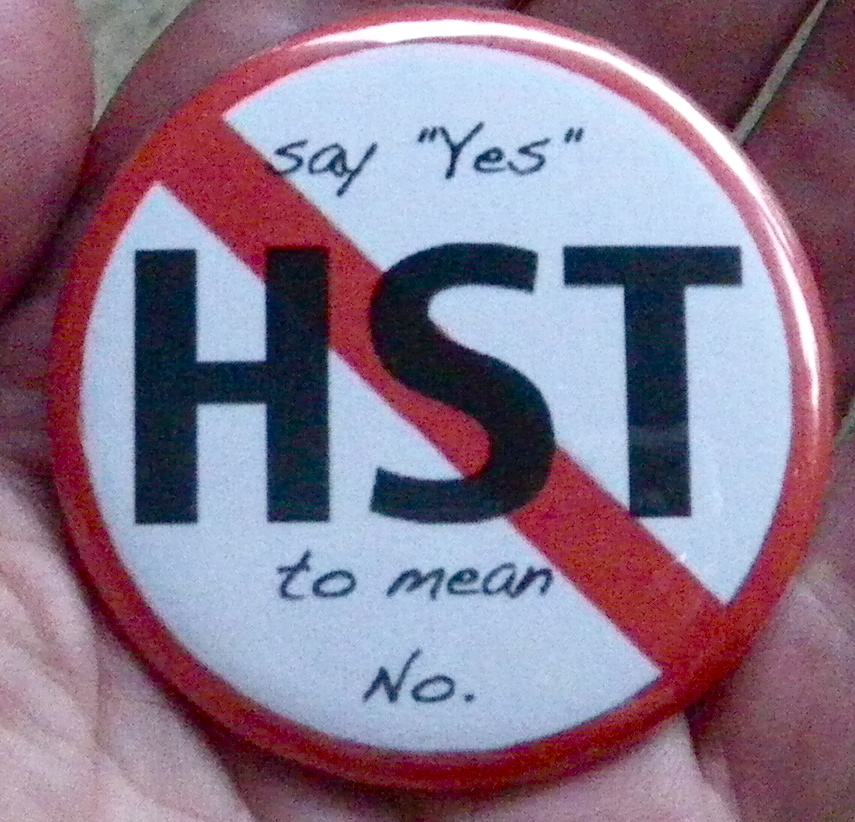 say "Yes"
HST
to mean
No.